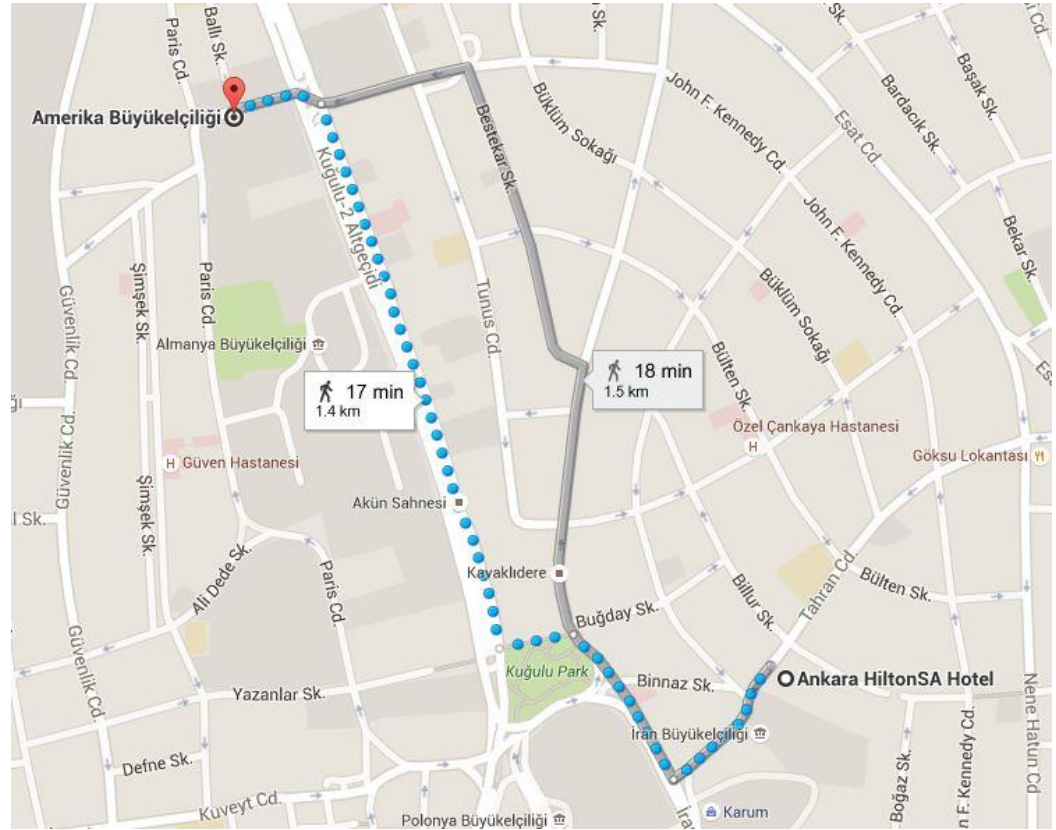 Ballı Sk.
Paris Cd.
Amerika Büyükelçiliği
Kuğulu-2 Altgeçidi
Bestekar Sk.
Büklüm Sokağı
John F. Kennedy Cd.
Esat Cd.
Bardacık Sk.
Başak Sk.
Bekar Sk.
John F. Kennedy Cd.
Büklüm Sokağı
Bülten Sk.
Şimşek Sk.
Paris Cd.
Güvenlik Cd.
Tunus Cd.
Almanya Büyükelçiliği
17 min
1.4 km
18 min
1.5 km
Özel Çankaya Hastanesi
H
Göksu Lokantası
Güvenlik Cd.
H Güven Hastanesi
Şimşek Sk.
Akün Sahnesi
l Sk.
Ali Dede Sk.
Paris Cd.
Kavaklıdere
Buğday Sk.
Billur Sk.
Tahran Cd.
Bülten Sk.
Güvenlik Cd.
Kuğulu Park
Binnaz Sk.
Ankara HiltonSA Hotel
Yazanlar Sk.
İran Büyükelçiliği
Nene Hatun Cd
Defne Sk.
Kuveyt Cd.
Polonya Büyükelçiliği
Karum
İra
Boğaz Sk.
n F. Kennedy Cd.